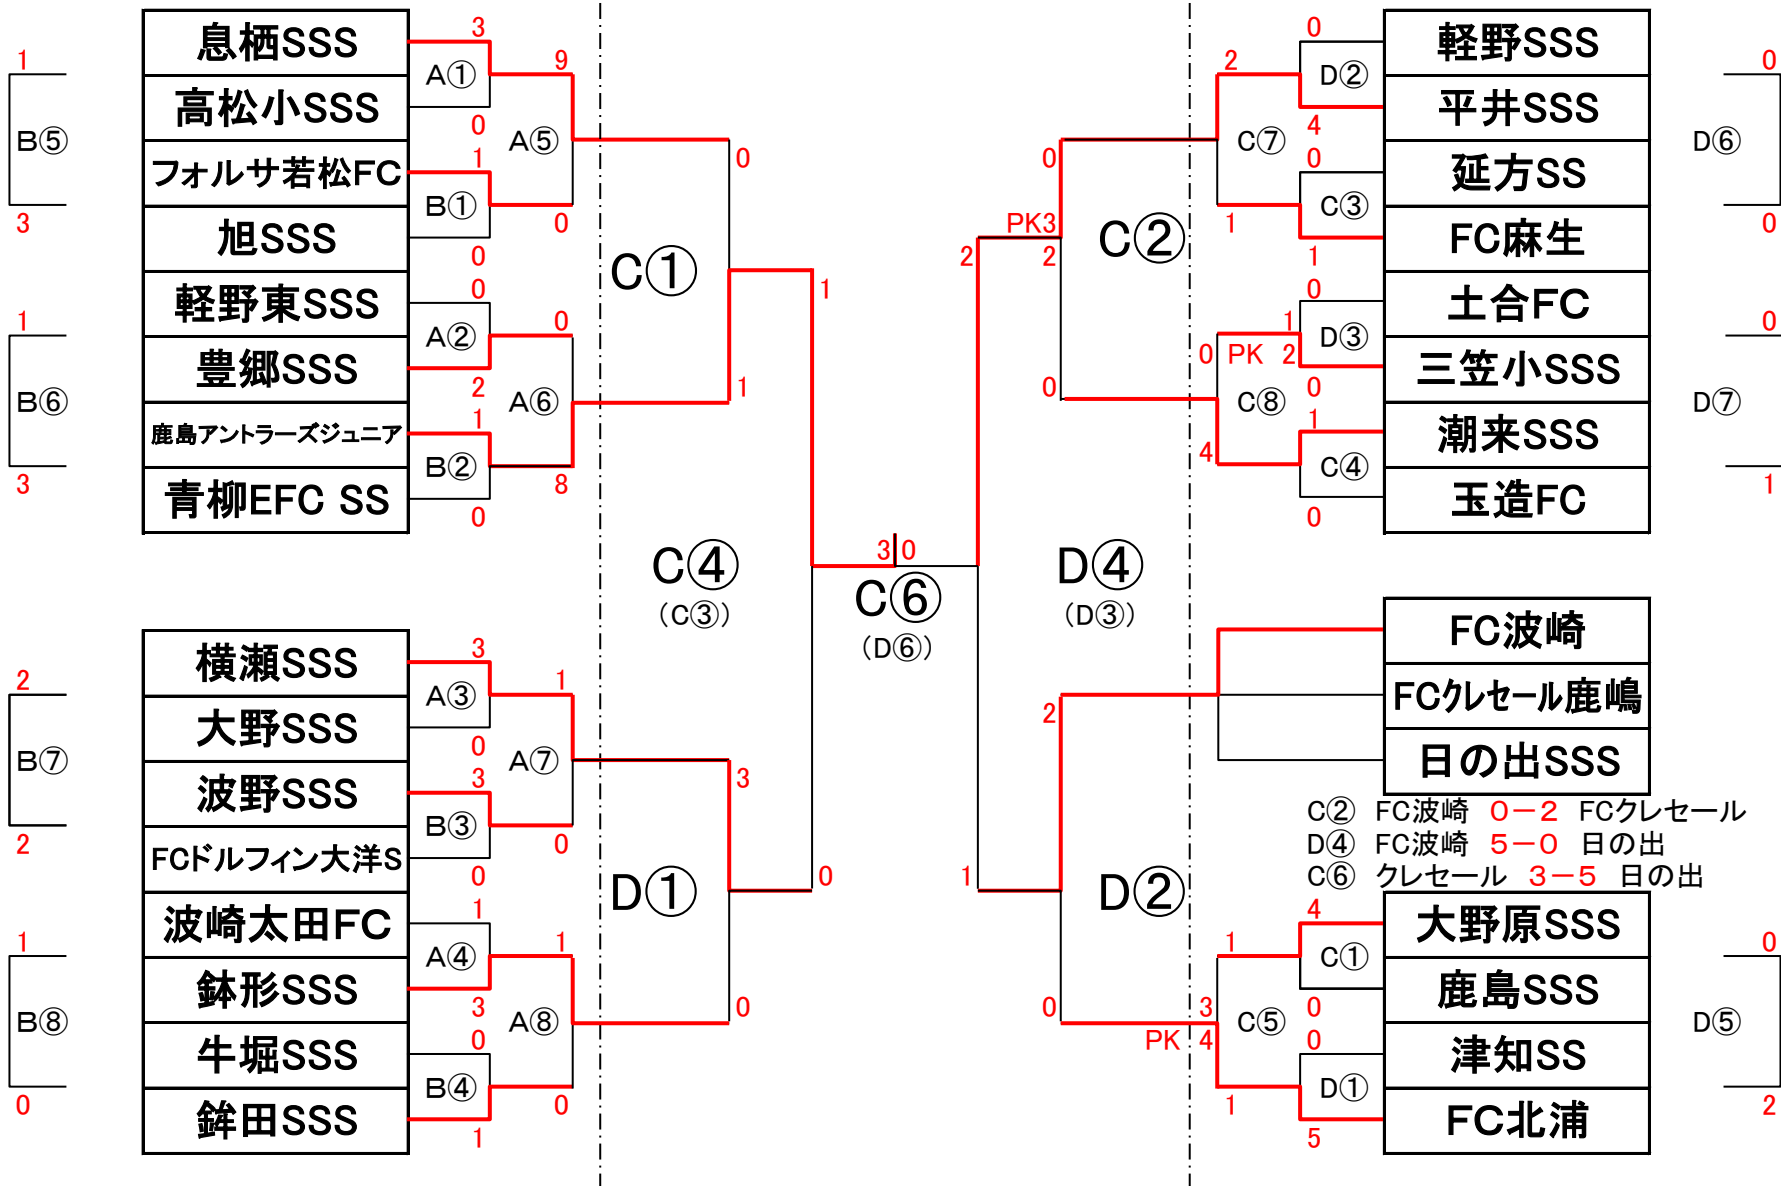 息栖SSS
高松小SSS
フォルサ若松FC
旭SSS
軽野東SSS
豊郷SSS
鹿島アントラーズジュニア
青柳EFC SS
1
B⑤
3
1
B⑥
3
3
A①
0
1
B①
0
0
A②
2
1
B②
0
9
A⑤
0
0
A⑥
8
0
C①
1
横瀬SSS
大野SSS
波野SSS
FCドルフィン大洋S
波崎太田FC
鉢形SSS
牛堀SSS
鉾田SSS
2
B⑦
2
1
B⑧
0
3
A③
0
3
B③
0
1
A④
3
0
B④
1
1
A⑦
0
1
A⑧
0
3
D①
0
1
C④
(C③)
0
3 0
C⑥
(D⑥)
2
D④
(D③)
1
0
PK3
2
C②
0
2
D②
0
2
C⑦
1
0 PK 2
1
C⑧
4
0
D②
4
0
C③
1
0
D③
0
1
C④
0
軽野SSS
平井SSS
延方SS
FC麻生
土合FC
三笠小SSS
潮来SSS
玉造FC
0
D⑥
0
0
D⑦
1
FC波崎
FCクレセール鹿嶋
日の出SSS
C② FC波崎 0−2 FCクレセール
D④ FC波崎 5−0 日の出
C⑥ クレセール 3−5 日の出
1
3
C⑤
PK 4
1
4
C①
0
0
D①
5
大野原SSS
鹿島SSS
津知SS
FC北浦
0
D⑤
2